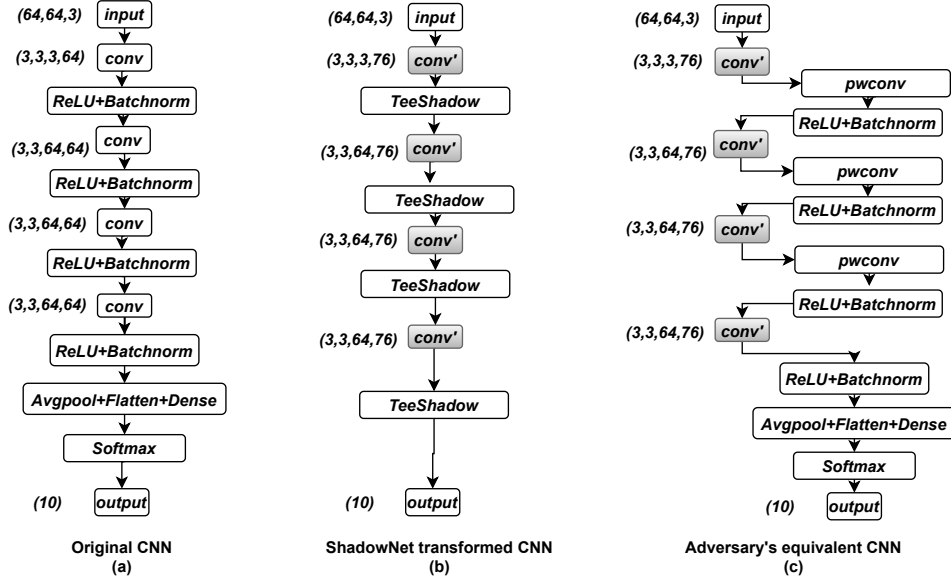 (64,64,3) input
(3,3,3,64) conv
ReLU+Batchnorm
(3,3,64,64) conv
ReLU+Batchnorm
(3,3,64,64) conv
ReLU+Batchnorm
(3,3,64,64) conv
ReLU+Batchnorm
Avgpool+Flatten+Dense
Softmax
(10) output
Original CNN
(a)
(64,64,3) input
(3,3,3,76) conv'
TeeShadow
(3,3,64,76) conv'
TeeShadow
(3,3,64,76) conv'
TeeShadow
(3,3,64,76) conv'
TeeShadow
(10) output
ShadowNet transformed CNN
(b)
(64,64,3) input
(3,3,3,76) conv'
pwconv
ReLU+Batchnorm
(3,3,64,76) conv'
pwconv
ReLU+Batchnorm
(3,3,64,76) conv'
pwconv
ReLU+Batchnorm
(3,3,64,76) conv'
ReLU+Batchnorm
Avgpool+Flatten+Dense
Softmax
(10) output
Adversary's equivalent CNN
(c)